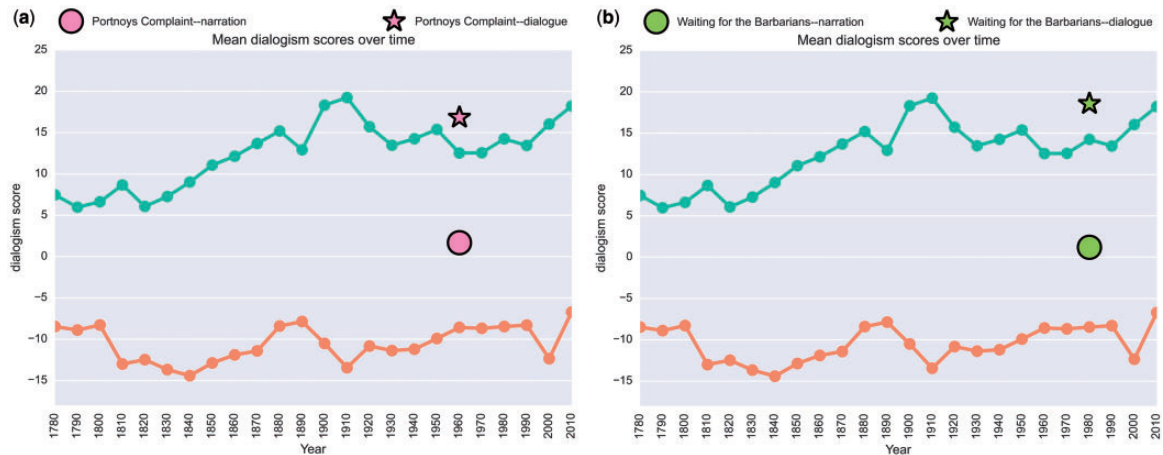 (a) Portnoys Complaint--narration Portnoys Complaint--dialogue
Mean dialogism scores over time
25
20
15
10
5
0
−5
−10
−15
dialogism score
1780 1790 1800 1810 1820 1830 1840 1850 1860 1870 1880 1890 1900 1910 1920 1930 1940 1950 1960 1970 1980 1990 2000 2010
Year
(b) Waiting for the Barbarians--narration Waiting for the Barbarians--dialogue
Mean dialogism scores over time
25
20
15
10
5
0
−5
−10
−15
dialogism score
1780 1790 1800 1810 1820 1830 1840 1850 1860 1870 1880 1890 1900 1910 1920 1930 1940 1950 1960 1970 1980 1990 2000 2010
Year